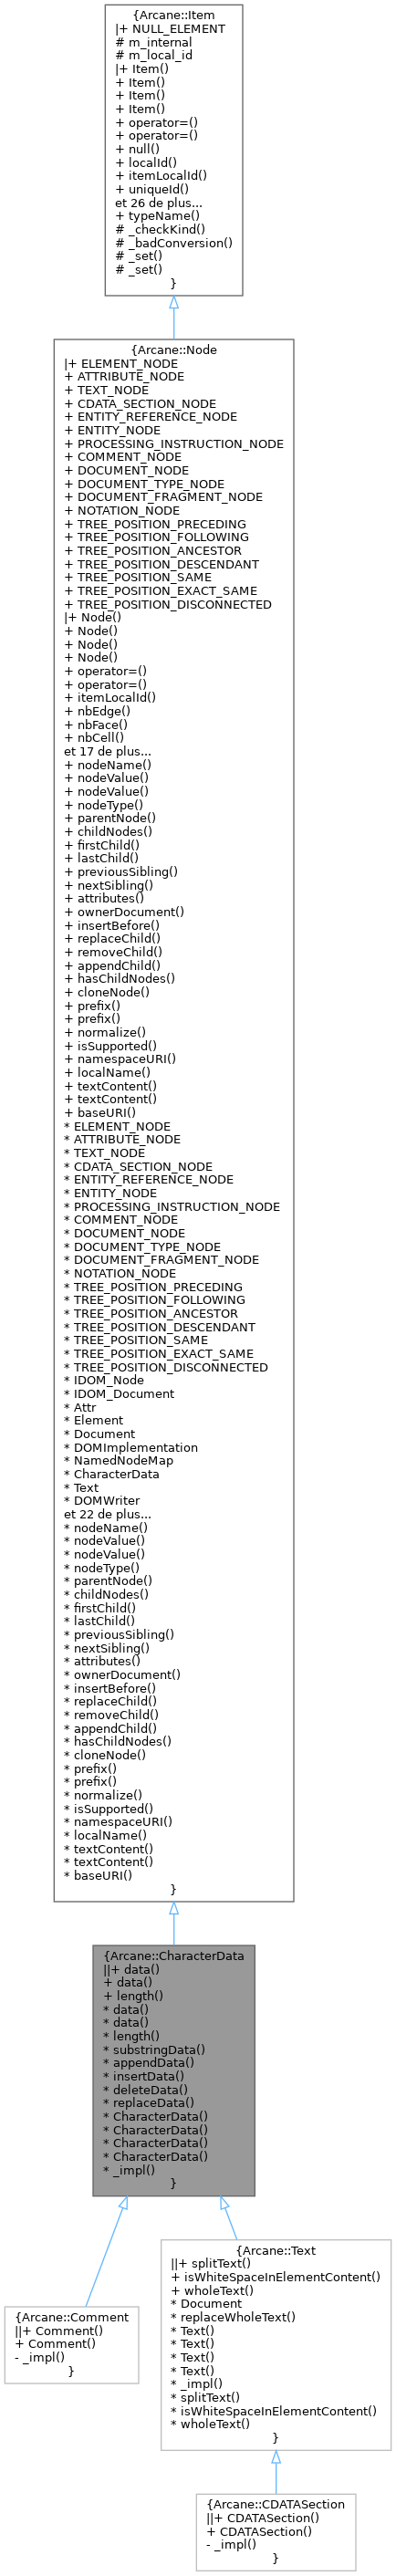 {Arcane::Item
|+ NULL_ELEMENT
# m_internal
# m_local_id
|+ Item()
+ Item()
+ Item()
+ Item()
+ operator=()
+ operator=()
+ null()
+ localId()
+ itemLocalId()
+ uniqueId()
et 26 de plus...
+ typeName()
# _checkKind()
# _badConversion()
# _set()
# _set()
}
{Arcane::Node
|+ ELEMENT_NODE
+ ATTRIBUTE_NODE
+ TEXT_NODE
+ CDATA_SECTION_NODE
+ ENTITY_REFERENCE_NODE
+ ENTITY_NODE
+ PROCESSING_INSTRUCTION_NODE
+ COMMENT_NODE
+ DOCUMENT_NODE
+ DOCUMENT_TYPE_NODE
+ DOCUMENT_FRAGMENT_NODE
+ NOTATION_NODE
+ TREE_POSITION_PRECEDING
+ TREE_POSITION_FOLLOWING
+ TREE_POSITION_ANCESTOR
+ TREE_POSITION_DESCENDANT
+ TREE_POSITION_SAME
+ TREE_POSITION_EXACT_SAME
+ TREE_POSITION_DISCONNECTED
|+ Node()
+ Node()
+ Node()
+ Node()
+ operator=()
+ operator=()
+ itemLocalId()
+ nbEdge()
+ nbFace()
+ nbCell()
et 17 de plus...
+ nodeName()
+ nodeValue()
+ nodeValue()
+ nodeType()
+ parentNode()
+ childNodes()
+ firstChild()
+ lastChild()
+ previousSibling()
+ nextSibling()
+ attributes()
+ ownerDocument()
+ insertBefore()
+ replaceChild()
+ removeChild()
+ appendChild()
+ hasChildNodes()
+ cloneNode()
+ prefix()
+ prefix()
+ normalize()
+ isSupported()
+ namespaceURI()
+ localName()
+ textContent()
+ textContent()
+ baseURI()
* ELEMENT_NODE
* ATTRIBUTE_NODE
* TEXT_NODE
* CDATA_SECTION_NODE
* ENTITY_REFERENCE_NODE
* ENTITY_NODE
* PROCESSING_INSTRUCTION_NODE
* COMMENT_NODE
* DOCUMENT_NODE
* DOCUMENT_TYPE_NODE
* DOCUMENT_FRAGMENT_NODE
* NOTATION_NODE
* TREE_POSITION_PRECEDING
* TREE_POSITION_FOLLOWING
* TREE_POSITION_ANCESTOR
* TREE_POSITION_DESCENDANT
* TREE_POSITION_SAME
* TREE_POSITION_EXACT_SAME
* TREE_POSITION_DISCONNECTED
* IDOM_Node
* IDOM_Document
* Attr
* Element
* Document
* DOMImplementation
* NamedNodeMap
* CharacterData
* Text
* DOMWriter
et 22 de plus...
* nodeName()
* nodeValue()
* nodeValue()
* nodeType()
* parentNode()
* childNodes()
* firstChild()
* lastChild()
* previousSibling()
* nextSibling()
* attributes()
* ownerDocument()
* insertBefore()
* replaceChild()
* removeChild()
* appendChild()
* hasChildNodes()
* cloneNode()
* prefix()
* prefix()
* normalize()
* isSupported()
* namespaceURI()
* localName()
* textContent()
* textContent()
* baseURI()
}
{Arcane::CharacterData
||+ data()
+ data()
+ length()
* data()
* data()
* length()
* substringData()
* appendData()
* insertData()
* deleteData()
* replaceData()
* CharacterData()
* CharacterData()
* CharacterData()
* CharacterData()
* _impl()
}
{Arcane::Text
||+ splitText()
+ isWhiteSpaceInElementContent()
+ wholeText()
* Document
* replaceWholeText()
* Text()
* Text()
* Text()
* Text()
* _impl()
* splitText()
* isWhiteSpaceInElementContent()
* wholeText()
}
{Arcane::Comment
||+ Comment()
+ Comment()
- _impl()
}
{Arcane::CDATASection
||+ CDATASection()
+ CDATASection()
- _impl()
}